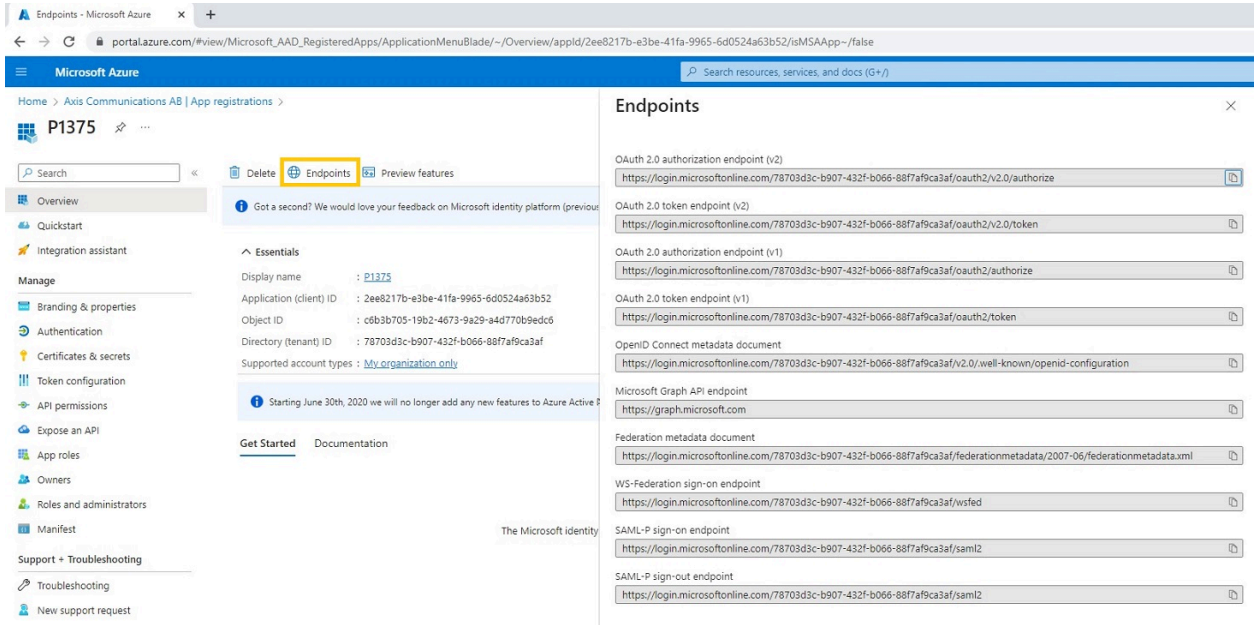 Endpoints - Microsoft Azure
portal.azure.com/#view/Microsoft_AAD_RegisteredApps/ApplicationMenuBlade/~/Overview/appId/2ee8217b-e3be-41fa-9965-6d0524a63b52/isMSAApp~/false
Microsoft Azure
Search resources, services, and docs (G+/)
Home > Axis Communications AB | App registrations >
P1375
Search
Overview
Quickstart
Integration assistant
Manage
Branding & properties
Authentication
Certificates & secrets
Token configuration
API permissions
Expose an API
App roles
Owners
Roles and administrators
Manifest
Support + Troubleshooting
Troubleshooting
New support request
Delete
Endpoints
Preview features
Got a second? We would love your feedback on Microsoft identity platform (previous
Essentials
Display name : P1375
Application (client) ID : 2ee8217b-e3be-41fa-9965-6d0524a63b52
Object ID : c6b3b705-19b2-4673-9a29-a4d770b9edc6
Directory (tenant) ID : 78703d3c-b907-432f-b066-88f7af9ca3af
Supported account types : My organization only
Starting June 30th, 2020 we will no longer add any new features to Azure Active
Get Started Documentation
The Microsoft identity
Endpoints
OAuth 2.0 authorization endpoint (v2)
https://login.microsoftonline.com/78703d3c-b907-432f-b066-88f7af9ca3af/oauth2/v2.0/authorize
OAuth 2.0 token endpoint (v2)
https://login.microsoftonline.com/78703d3c-b907-432f-b066-88f7af9ca3af/oauth2/v2.0/token
OAuth 2.0 authorization endpoint (v1)
https://login.microsoftonline.com/78703d3c-b907-432f-b066-88f7af9ca3af/oauth2/authorize
OAuth 2.0 token endpoint (v1)
https://login.microsoftonline.com/78703d3c-b907-432f-b066-88f7af9ca3af/oauth2/token
OpenID Connect metadata document
https://login.microsoftonline.com/78703d3c-b907-432f-b066-88f7af9ca3af/v2.0/.well-known/openid-configuration
Microsoft Graph API endpoint
https://graph.microsoft.com
Federation metadata document
https://login.microsoftonline.com/78703d3c-b907-432f-b066-88f7af9ca3af/federationmetadata/2007-06/federationmetadata.xml
WS-Federation sign-on endpoint
https://login.microsoftonline.com/78703d3c-b907-432f-b066-88f7af9ca3af/wsfed
SAML-P sign-on endpoint
https://login.microsoftonline.com/78703d3c-b907-432f-b066-88f7af9ca3af/saml2
SAML-P sign-out endpoint
https://login.microsoftonline.com/78703d3c-b907-432f-b066-88f7af9ca3af/saml2